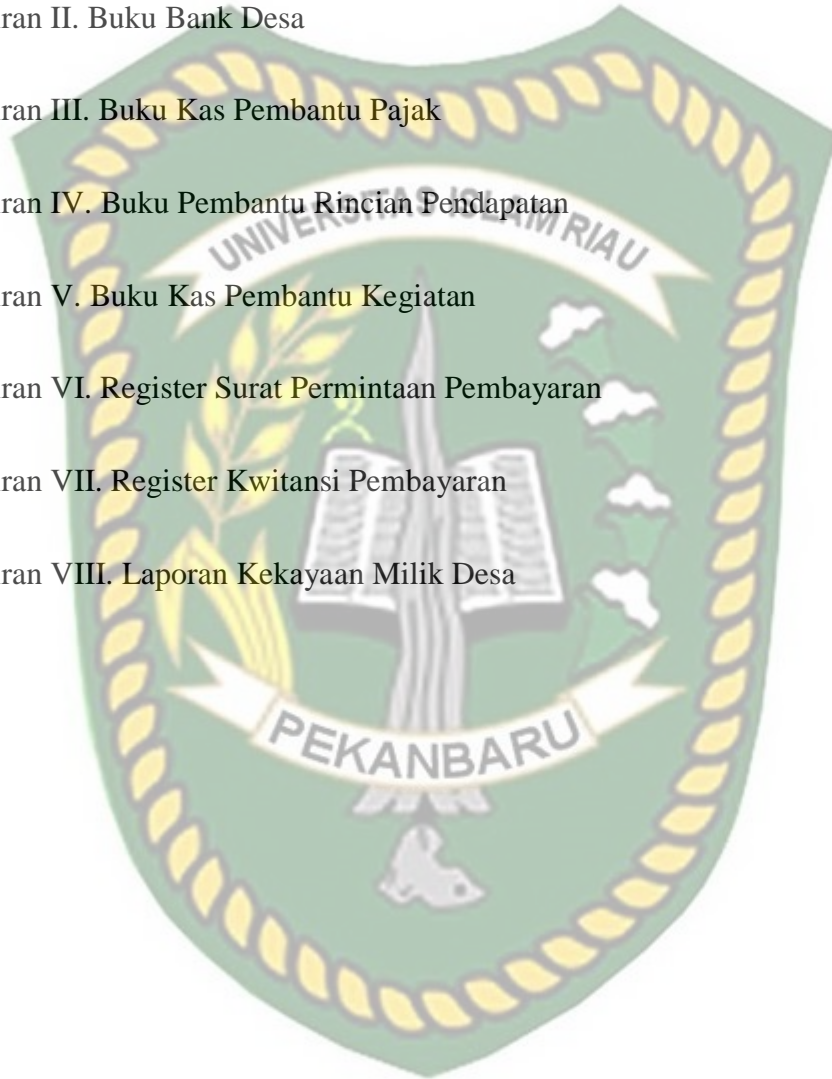 ran II. Buku Bank Desa
ran III. Buku Kas Pembantu Pajak
ran IV. Buku Pembantu Rincian Pendapatan
UNIVERSITAS ISLAM RIAU
ran V. Buku Kas Pembantu Kegiatan
ran VI. Register Surat Permintaan Pembayaran
ran VII. Register Kwitansi Pembayaran
ran VIII. Laporan Kekayaan Milik Desa
PEKANBARU